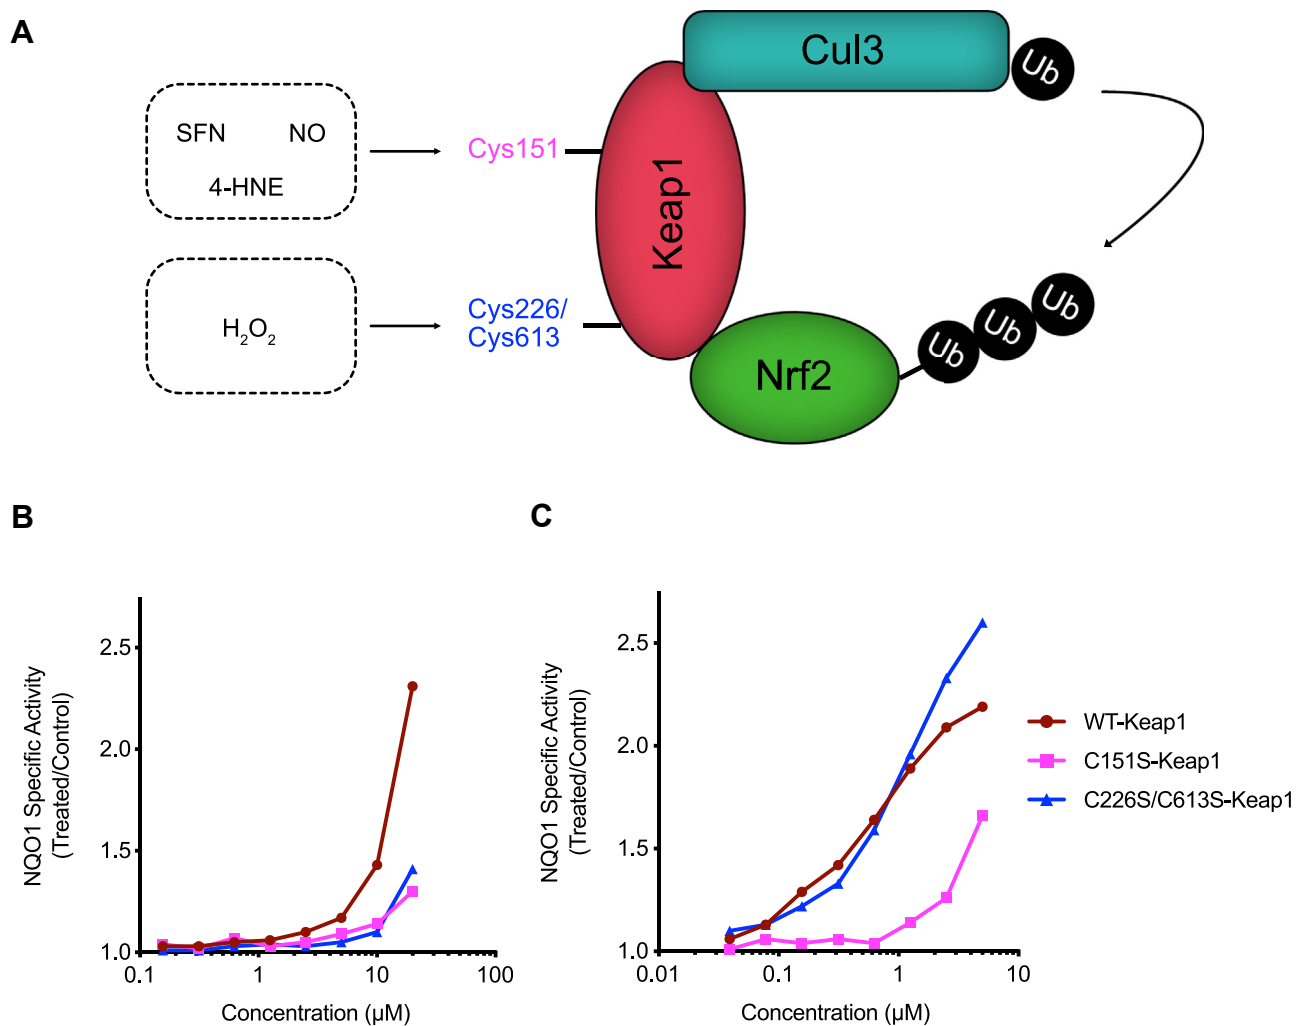 A
Cul3
Ub
SFN NO
4-HNE
Cys151
Keap1
H2O2
Cys226/
Cys613
Nrf2
Ub
Ub
Ub
B
C
NQO1 Specific Activity
(Treated/Control)
2.5
2.0
1.5
1.0
0.1
1
10
100
Concentration (µM)
NQO1 Specific Activity
(Treated/Control)
2.5
2.0
1.5
1.0
0.01
0.1
1
10
Concentration (µM)
WT-Keap1
C151S-Keap1
C226S/C613S-Keap1